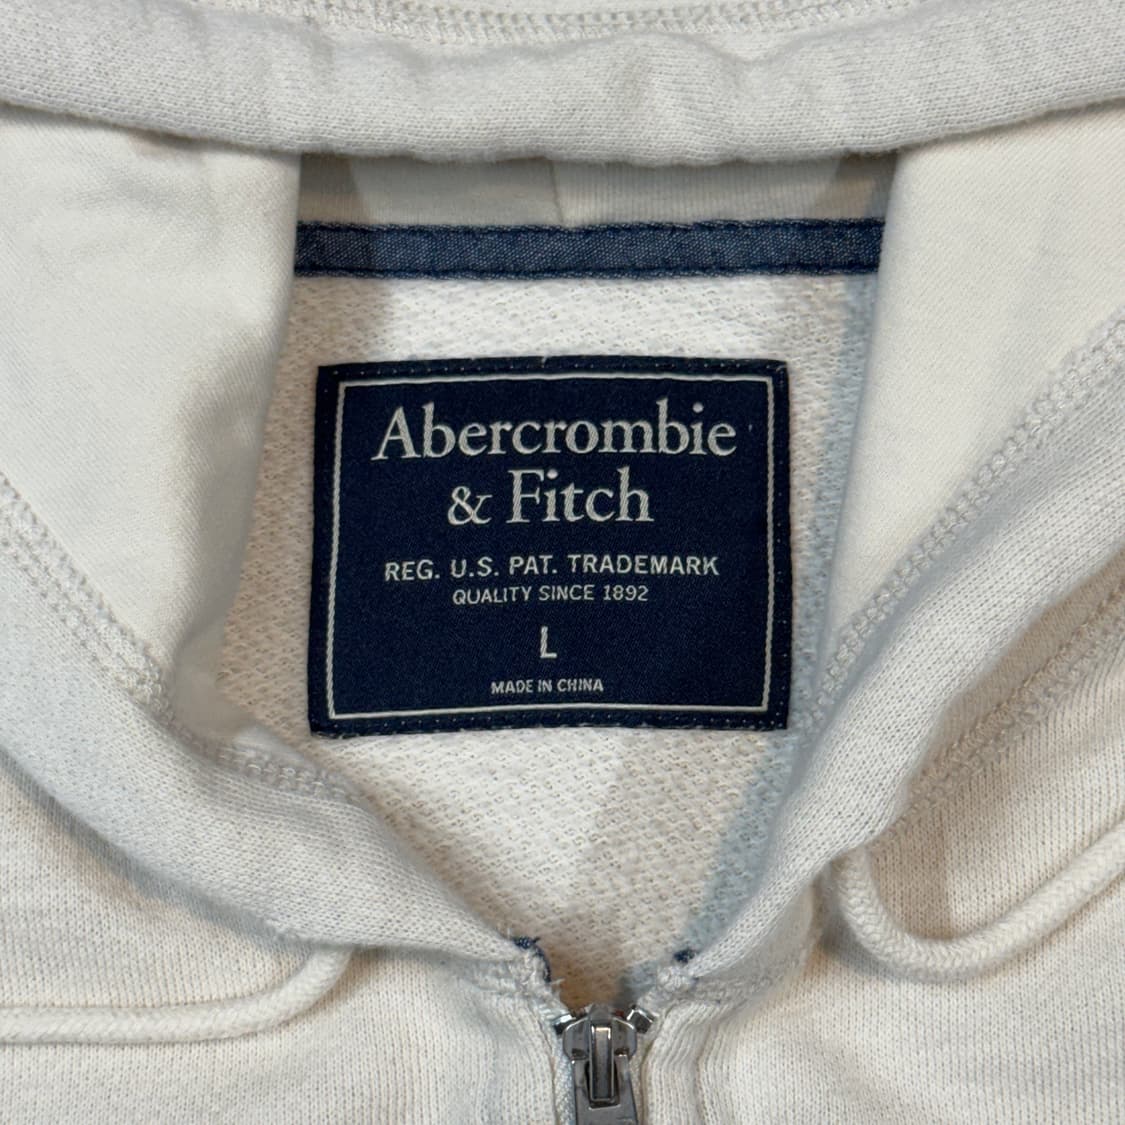 Abercrombie
& Fitch
REG. U.S. PAT. TRADEMARK
QUALITY SINCE 1892
L
MADE IN CHINA